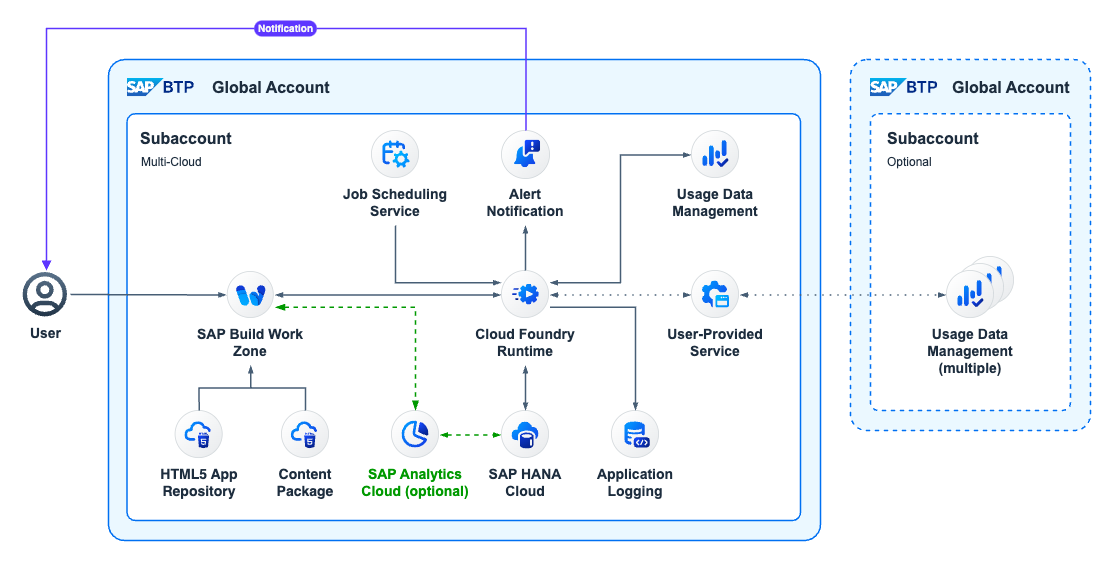 Notification
SAP BTP Global Account
Subaccount
Multi-Cloud
Job Scheduling
Service
Alert
Notification
Usage Data
Management
User
SAP Build Work
Zone
Cloud Foundry
Runtime
User-Provided
Service
HTML5 App
Repository
Content
Package
SAP Analytics
Cloud (optional)
SAP HANA
Cloud
Application
Logging
SAP BTP Global Account
Subaccount
Optional
Usage Data
Management
(multiple)